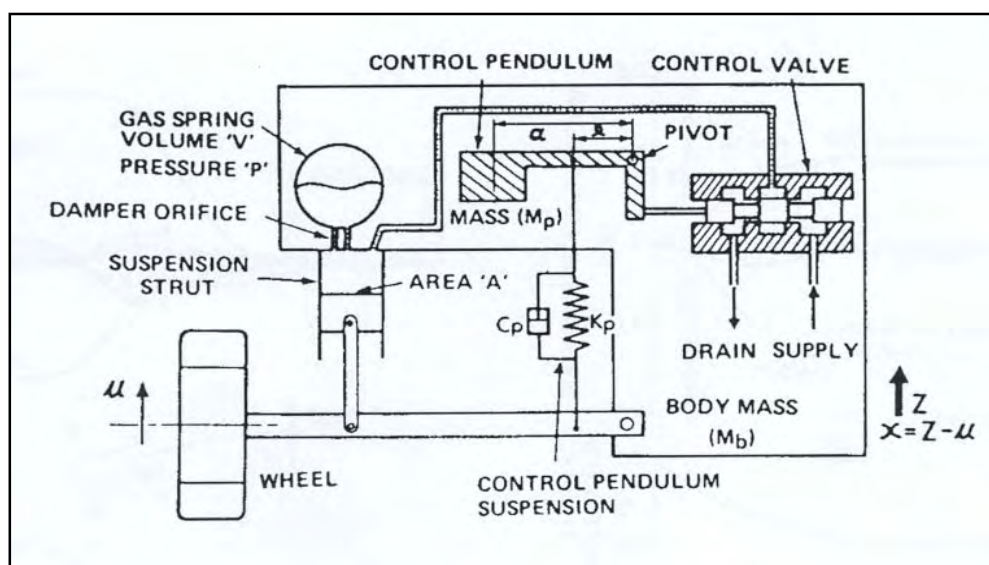 CONTROL PENDULUM
CONTROL VALVE
GAS SPRING
VOLUME 'V'
PRESSURE 'P'
α
a
PIVOT
DAMPER ORIFICE
MASS (Mp)
SUSPENSION
STRUT
AREA 'A'
Cp
Kp
DRAIN SUPPLY
μ
BODY MASS
(Mb)
Z
x = Z - μ
WHEEL
CONTROL PENDULUM
SUSPENSION